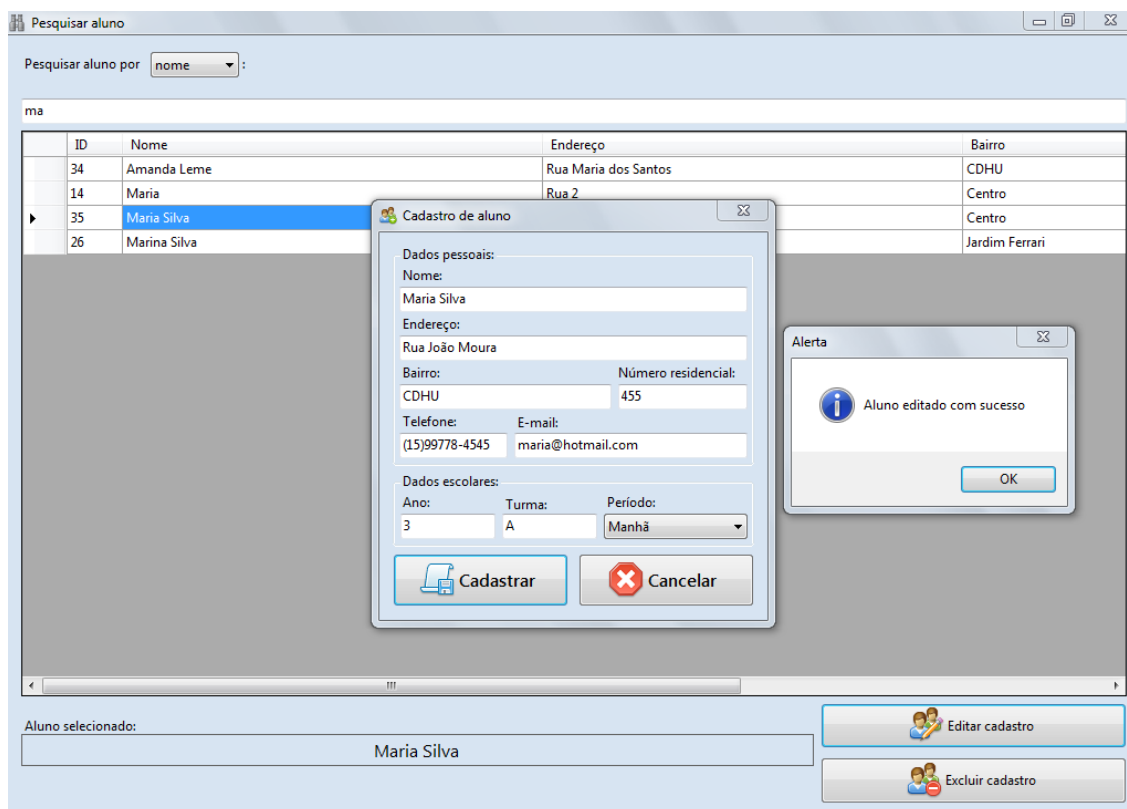 Pesquisar aluno
Pesquisar aluno por nome :
ma
ID Nome Endereço Bairro
34 Amanda Leme Rua Maria dos Santos CDHU
14 Maria Rua 2 Centro
35 Maria Silva Centro
26 Marina Silva Jardim Ferrari
Cadastro de aluno
Dados pessoais:
Nome:
Maria Silva
Endereço:
Rua João Moura
Bairro: Número residencial:
CDHU 455
Telefone: E-mail:
(15)99778-4545 maria@hotmail.com
Dados escolares:
Ano: Turma: Período:
3 A Manhã
Cadastrar Cancelar
Alerta
Aluno editado com sucesso
OK
Aluno selecionado:
Maria Silva
Editar cadastro
Excluir cadastro